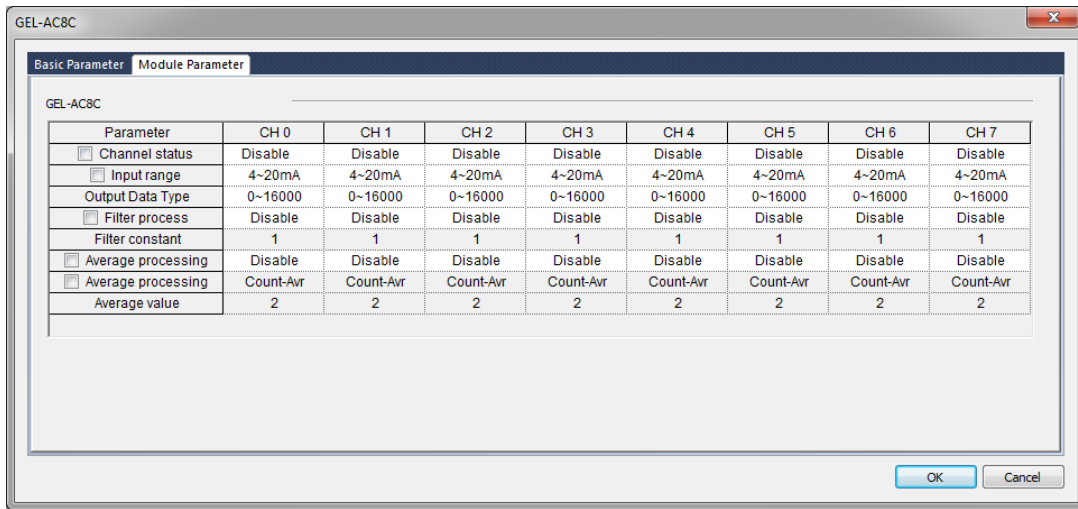 GEL-AC8C
Basic Parameter Module Parameter
GEL-AC8C
Parameter CH 0 CH 1 CH 2 CH 3 CH 4 CH 5 CH 6 CH 7
Channel status Disable Disable Disable Disable Disable Disable Disable Disable
Input range 4~20mA 4~20mA 4~20mA 4~20mA 4~20mA 4~20mA 4~20mA 4~20mA
Output Data Type 0~16000 0~16000 0~16000 0~16000 0~16000 0~16000 0~16000 0~16000
Filter process Disable Disable Disable Disable Disable Disable Disable Disable
Filter constant 1 1 1 1 1 1 1 1
Average processing Disable Disable Disable Disable Disable Disable Disable Disable
Average processing Count-Avr Count-Avr Count-Avr Count-Avr Count-Avr Count-Avr Count-Avr Count-Avr
Average value 2 2 2 2 2 2 2 2
OK Cancel